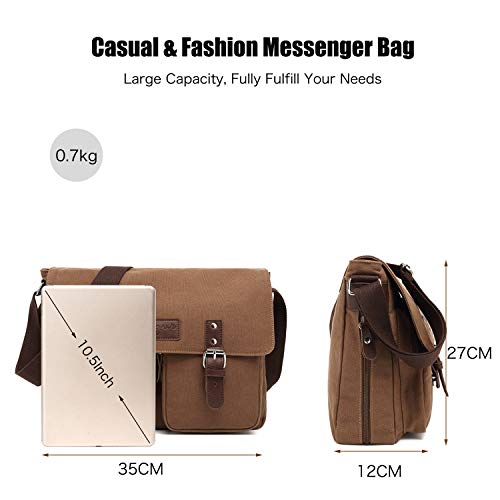 Casual & Fashion Messenger Bag
Large Capacity, Fully Fulfill Your Needs
0.7kg
10.5Inch
27CM
35CM
12CM